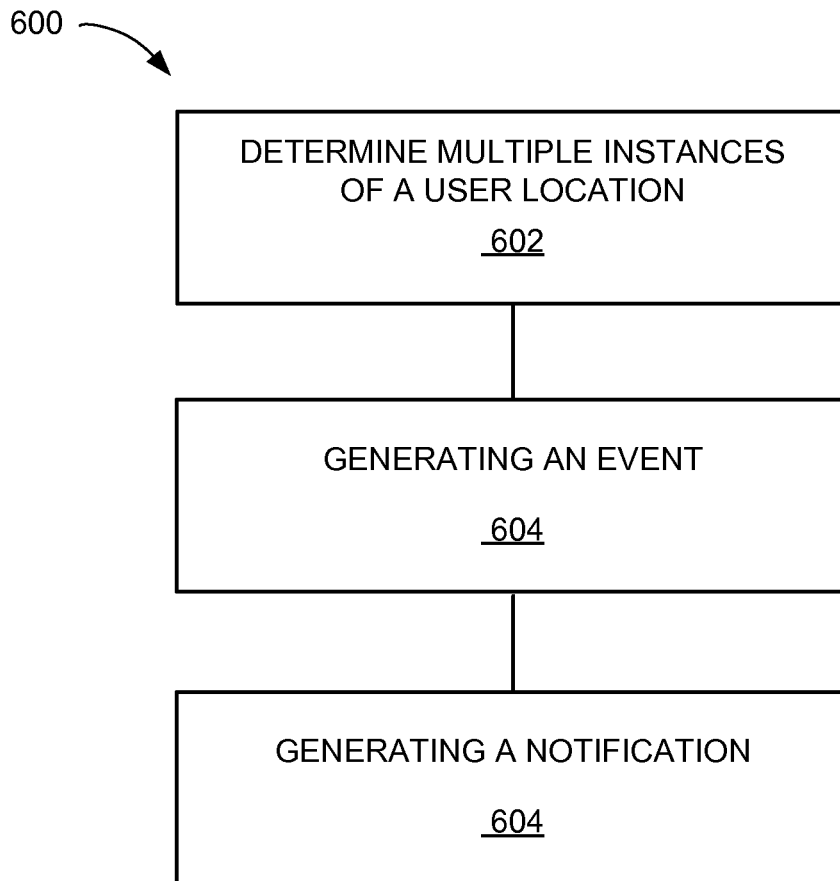 600
DETERMINE MULTIPLE INSTANCES
OF A USER LOCATION
602
GENERATING AN EVENT
604
GENERATING A NOTIFICATION
604